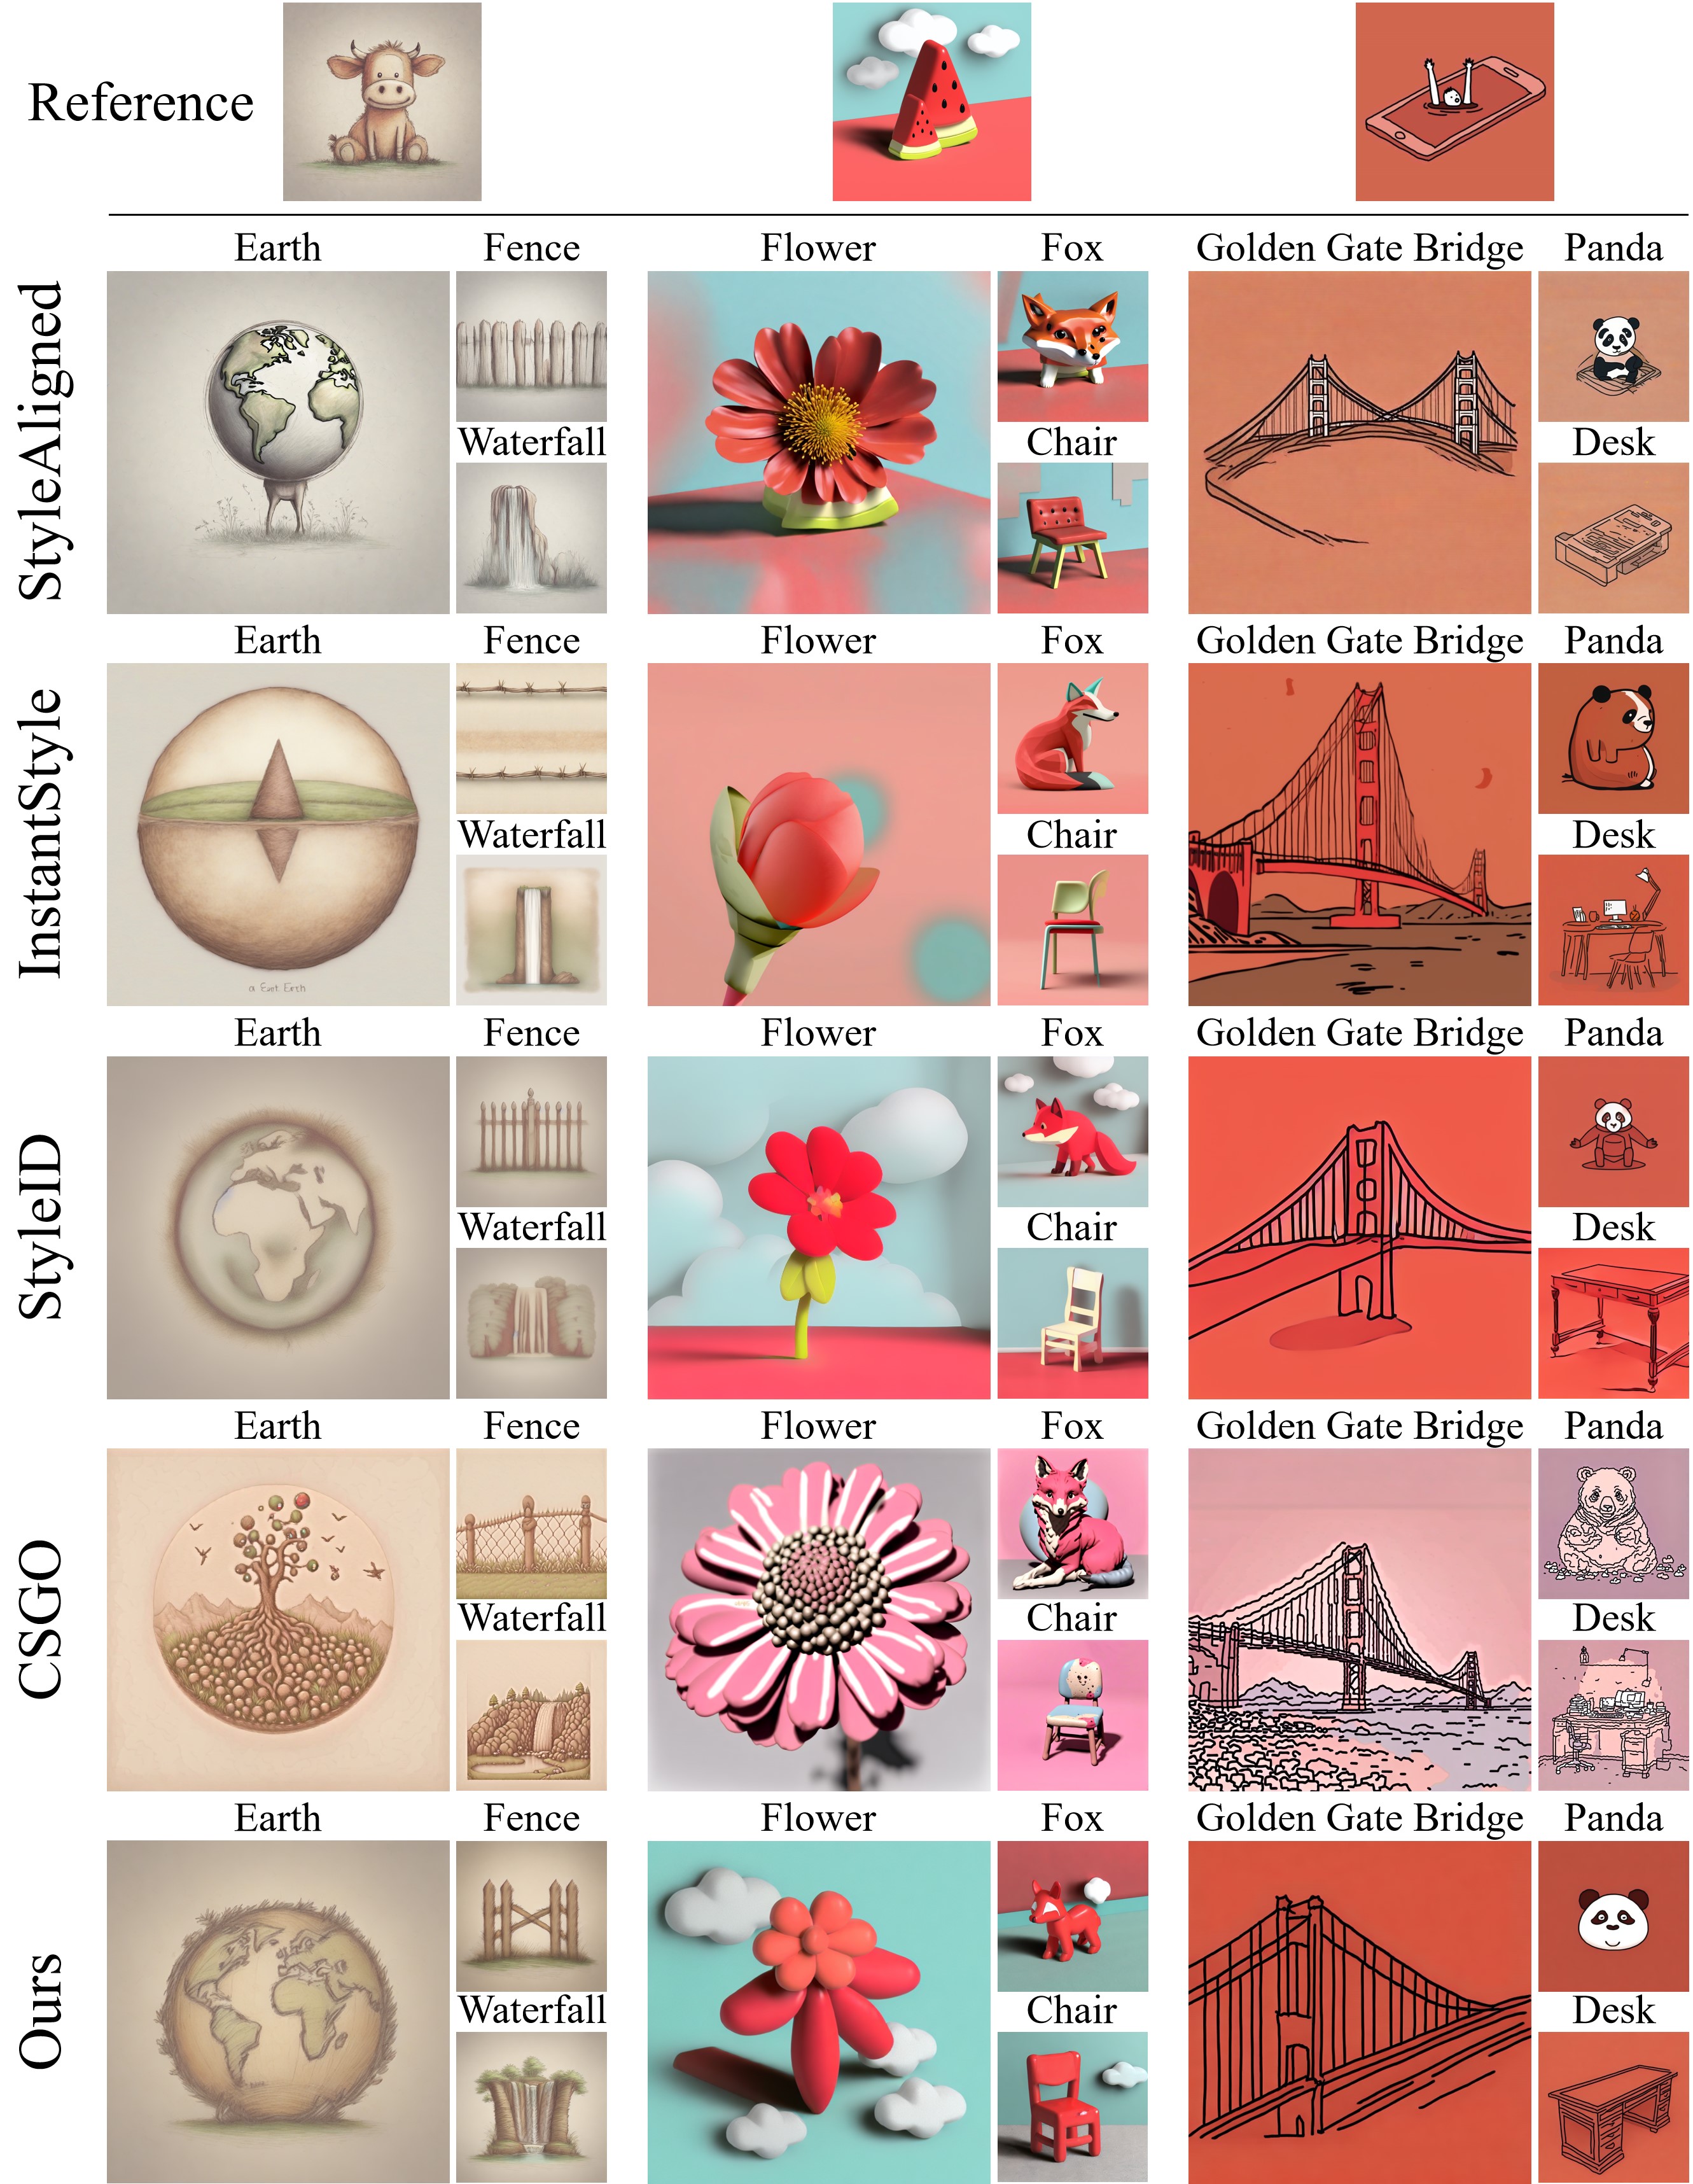 Reference
StyleAligned
Earth
Fence
Waterfall
Flower
Fox
Chair
Golden Gate Bridge
Panda
Desk
InstantStyle
Earth
Fence
Waterfall
Flower
Fox
Chair
Golden Gate Bridge
Panda
Desk
StyleID
Earth
Fence
Waterfall
Flower
Fox
Chair
Golden Gate Bridge
Panda
Desk
CSGO
Earth
Fence
Waterfall
Flower
Fox
Chair
Golden Gate Bridge
Panda
Desk
Ours
Earth
Fence
Waterfall
Flower
Fox
Chair
Golden Gate Bridge
Panda
Desk